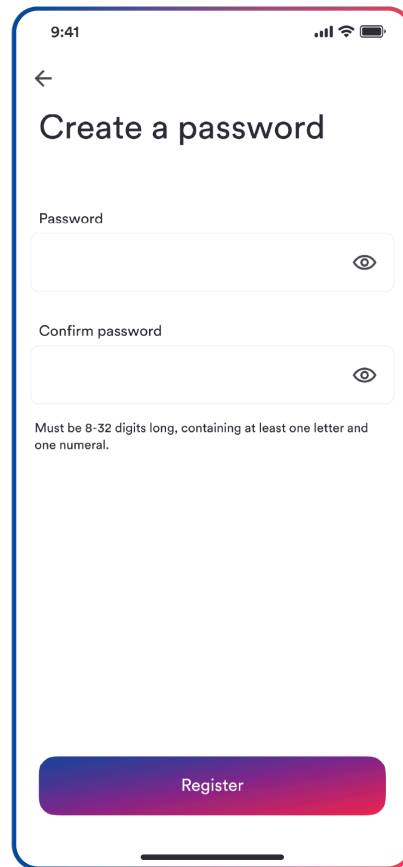 9:41
Create a password
Password
Confirm password
Must be 8-32 digits long, containing at least one letter and
one numeral.
Register